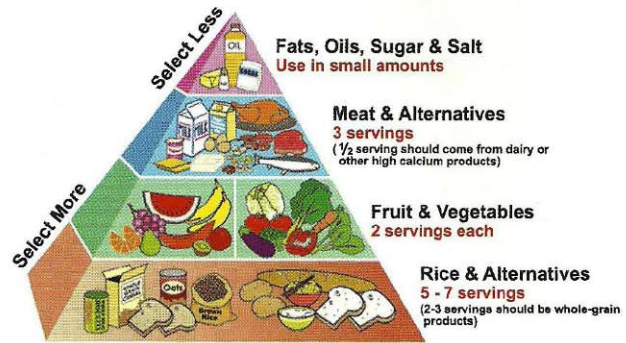 Select Less
Fats, Oils, Sugar & Salt
Use in small amounts
OIL
Meat & Alternatives
3 servings
(½ serving should come from dairy or
other high calcium products)
Select More
Fruit & Vegetables
2 servings each
Rice & Alternatives
5 - 7 servings
(2-3 servings should be whole-grain
products)
Oats
Brown
Rice